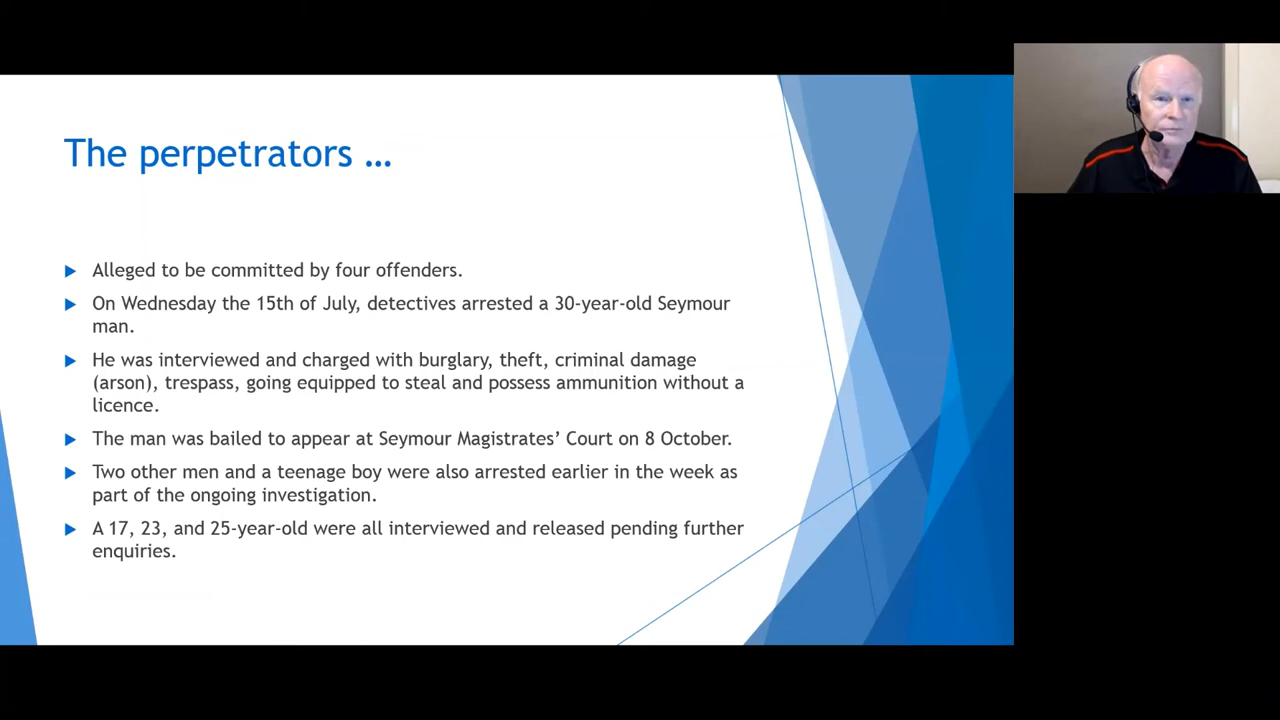 The perpetrators …
Alleged to be committed by four offenders.
On Wednesday the 15th of July, detectives arrested a 30-year-old Seymour
man.
He was interviewed and charged with burglary, theft, criminal damage
(arson), trespass, going equipped to steal and possess ammunition without a
licence.
The man was bailed to appear at Seymour Magistrates’ Court on 8 October.
Two other men and a teenage boy were also arrested earlier in the week as
part of the ongoing investigation.
A 17, 23, and 25-year-old were all interviewed and released pending further
enquiries.